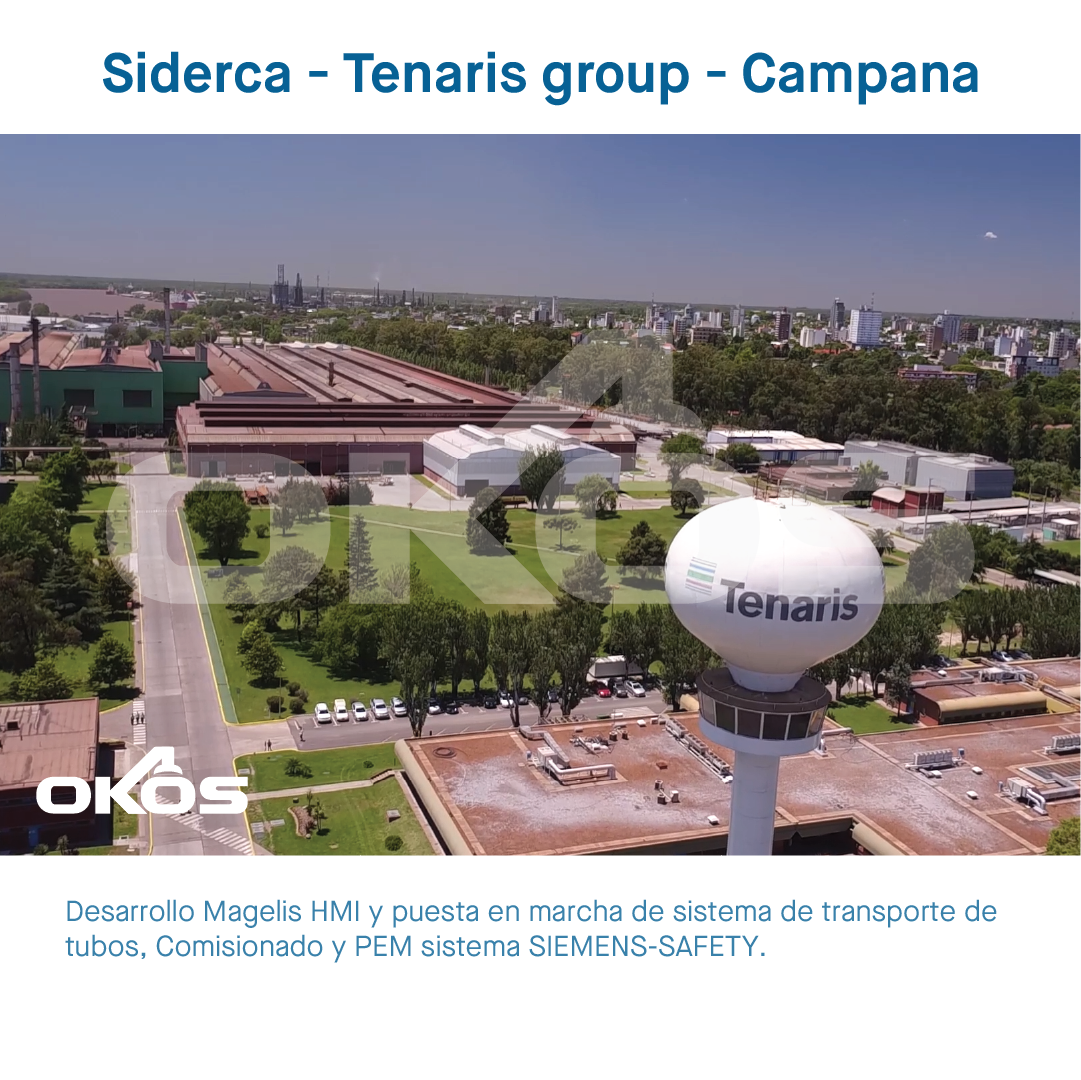 Siderca - Tenaris group - Campana
OKOS
Tenaris
OKOS
Desarrollo Magelis HMI y puesta en marcha de sistema de transporte de
tubos, Comisionado y PEM sistema SIEMENS-SAFETY.